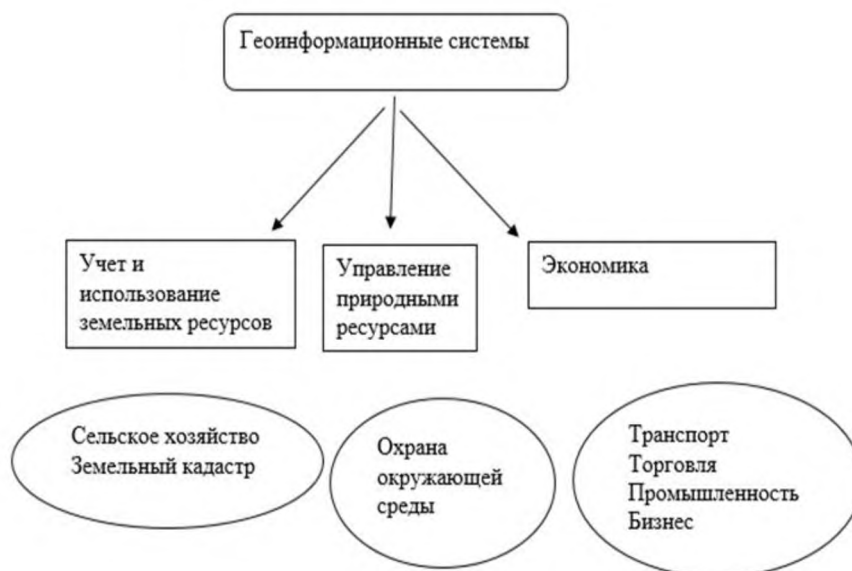 Геоинформационные системы
Учет и
использование
земельных ресурсов
Управление
природными
ресурсами
Экономика
Сельское хозяйство
Земельный кадастр
Охрана
окружающей
среды
Транспорт
Торговля
Промышленность
Бизнес